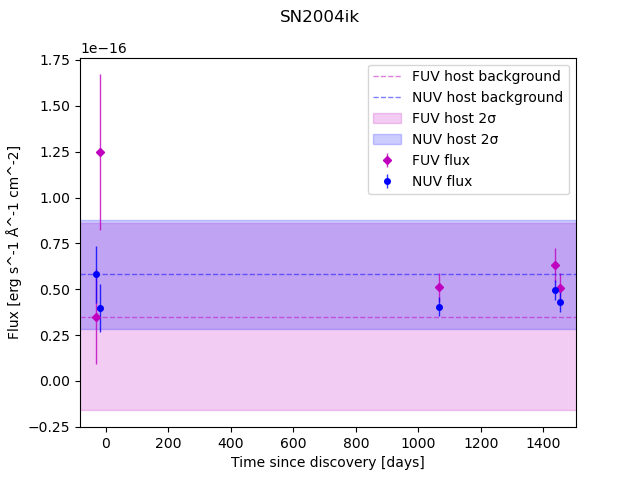 SN2004ik
1e−16
1.75
1.50
1.25
1.00
0.75
0.50
0.25
0.00
−0.25
Flux [erg s^-1 Å^-1 cm^-2]
FUV host background
NUV host background
FUV host 2σ
NUV host 2σ
FUV flux
NUV flux
0 200 400 600 800 1000 1200 1400
Time since discovery [days]